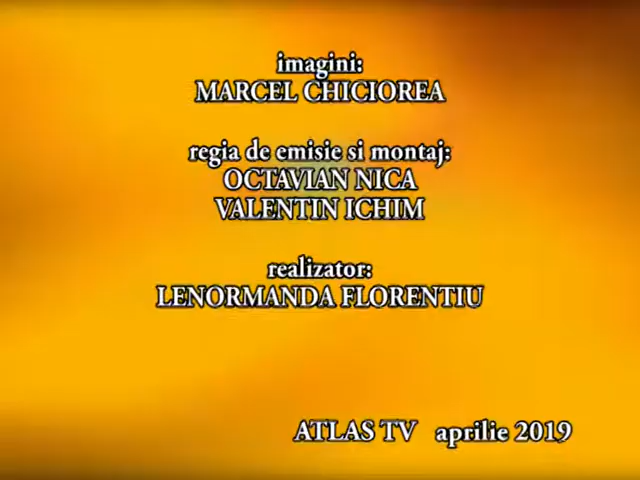 imagini:
MARCEL CHICIOREA
regia de emisie si montaj:
OCTAVIAN NICA
VALENTIN ICHIM
realizator:
LENORMANDA FLORENTIU
ATLAS TV aprilie 2019